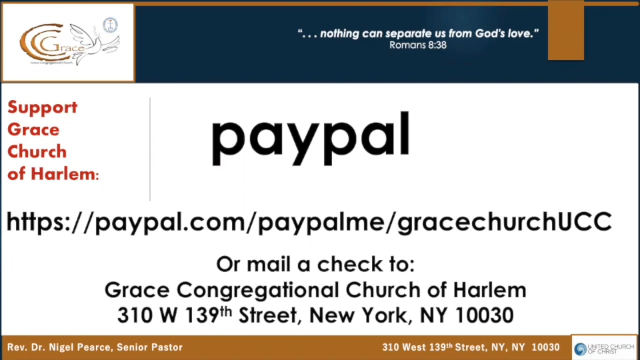 Grace
“. . . nothing can separate us from God's love.”
Romans 8:38
Support
Grace
Church
of Harlem:
paypal
https://paypal.com/paypalme/gracechurchUCC
Or mail a check to:
Grace Congregational Church of Harlem
310 W 139th Street, New York, NY 10030
Rev. Dr. Nigel Pearce, Senior Pastor
310 West 139th Street, NY, NY 10030
UNITED CHURCH
OF CHRIST